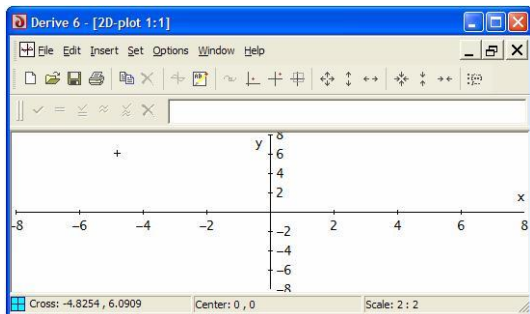 Derive 6 - [2D-plot 1:1]
File Edit Insert Set Options Window Help
y 8
6
4
2
x
-8 -6 -4 -2 2 4 6 8
-2
-4
-6
-8
Cross: -4.8254 , 6.0909 Center: 0 , 0 Scale: 2 : 2